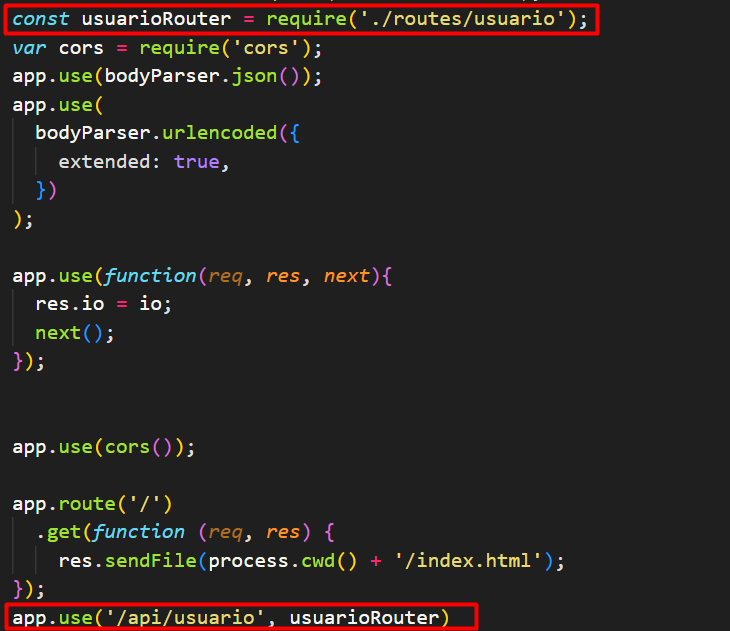 const usuarioRouter = require('./routes/usuario');
var cors = require('cors');
app.use(bodyParser.json());
app.use(
  bodyParser.urlencoded({
    extended: true,
  })
);
app.use(function(req, res, next){
  res.io = io;
  next();
});
app.use(cors());
app.route('/')
  .get(function (req, res) {
    res.sendFile(process.cwd() + '/index.html');
});
app.use('/api/usuario', usuarioRouter)